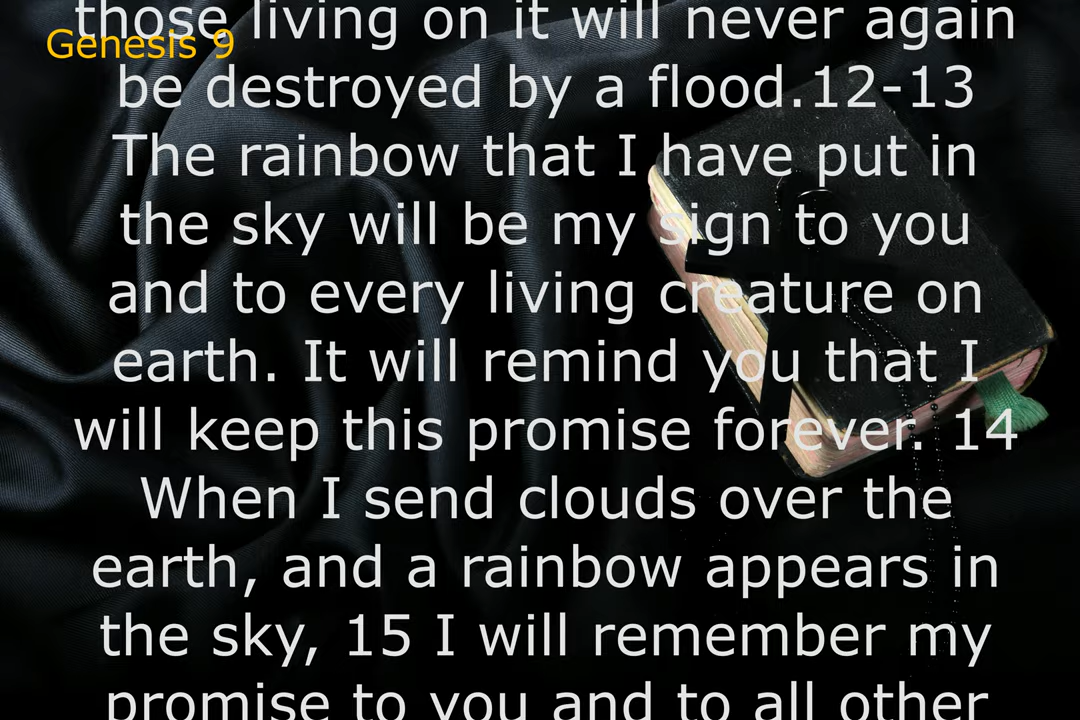 those living on it will never again
Genesis 9
be destroyed by a flood.12-13
The rainbow that I have put in
the sky will be my sign to you
and to every living creature on
earth. It will remind you that I
will keep this promise forever. 14
When I send clouds over the
earth, and a rainbow appears in
the sky, 15 I will remember my
promise to you and to all other